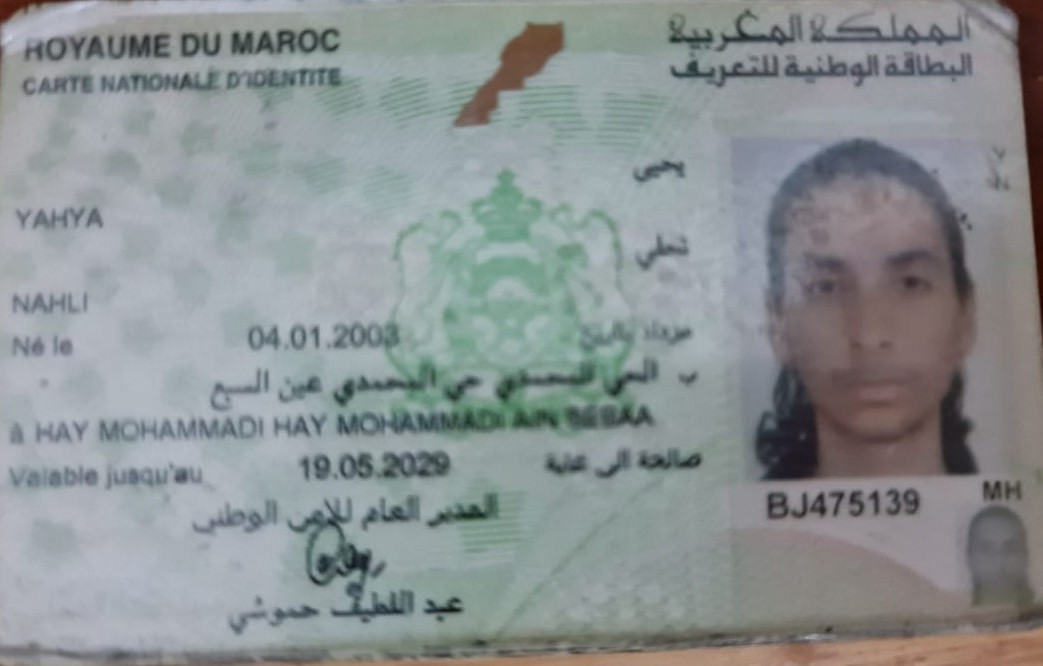 ROYAUME DU MAROC
المملكة المغربية
CARTE NATIONALE D'IDENTITE
البطاقة الوطنية للتعريف
يحيى
YAHYA
نحلي
NAHLI
Né le 04.01.2003
ب الحي المحمدي حي المحمدي عين السبع
à HAY MOHAMMADI HAY MOHAMMADI AIN SEBAA
Valable jusqu'au 19.05.2029 صالحة الى غاية
BJ475139
MH
المدير العام للأمن الوطني
عبد اللطيف حموشي